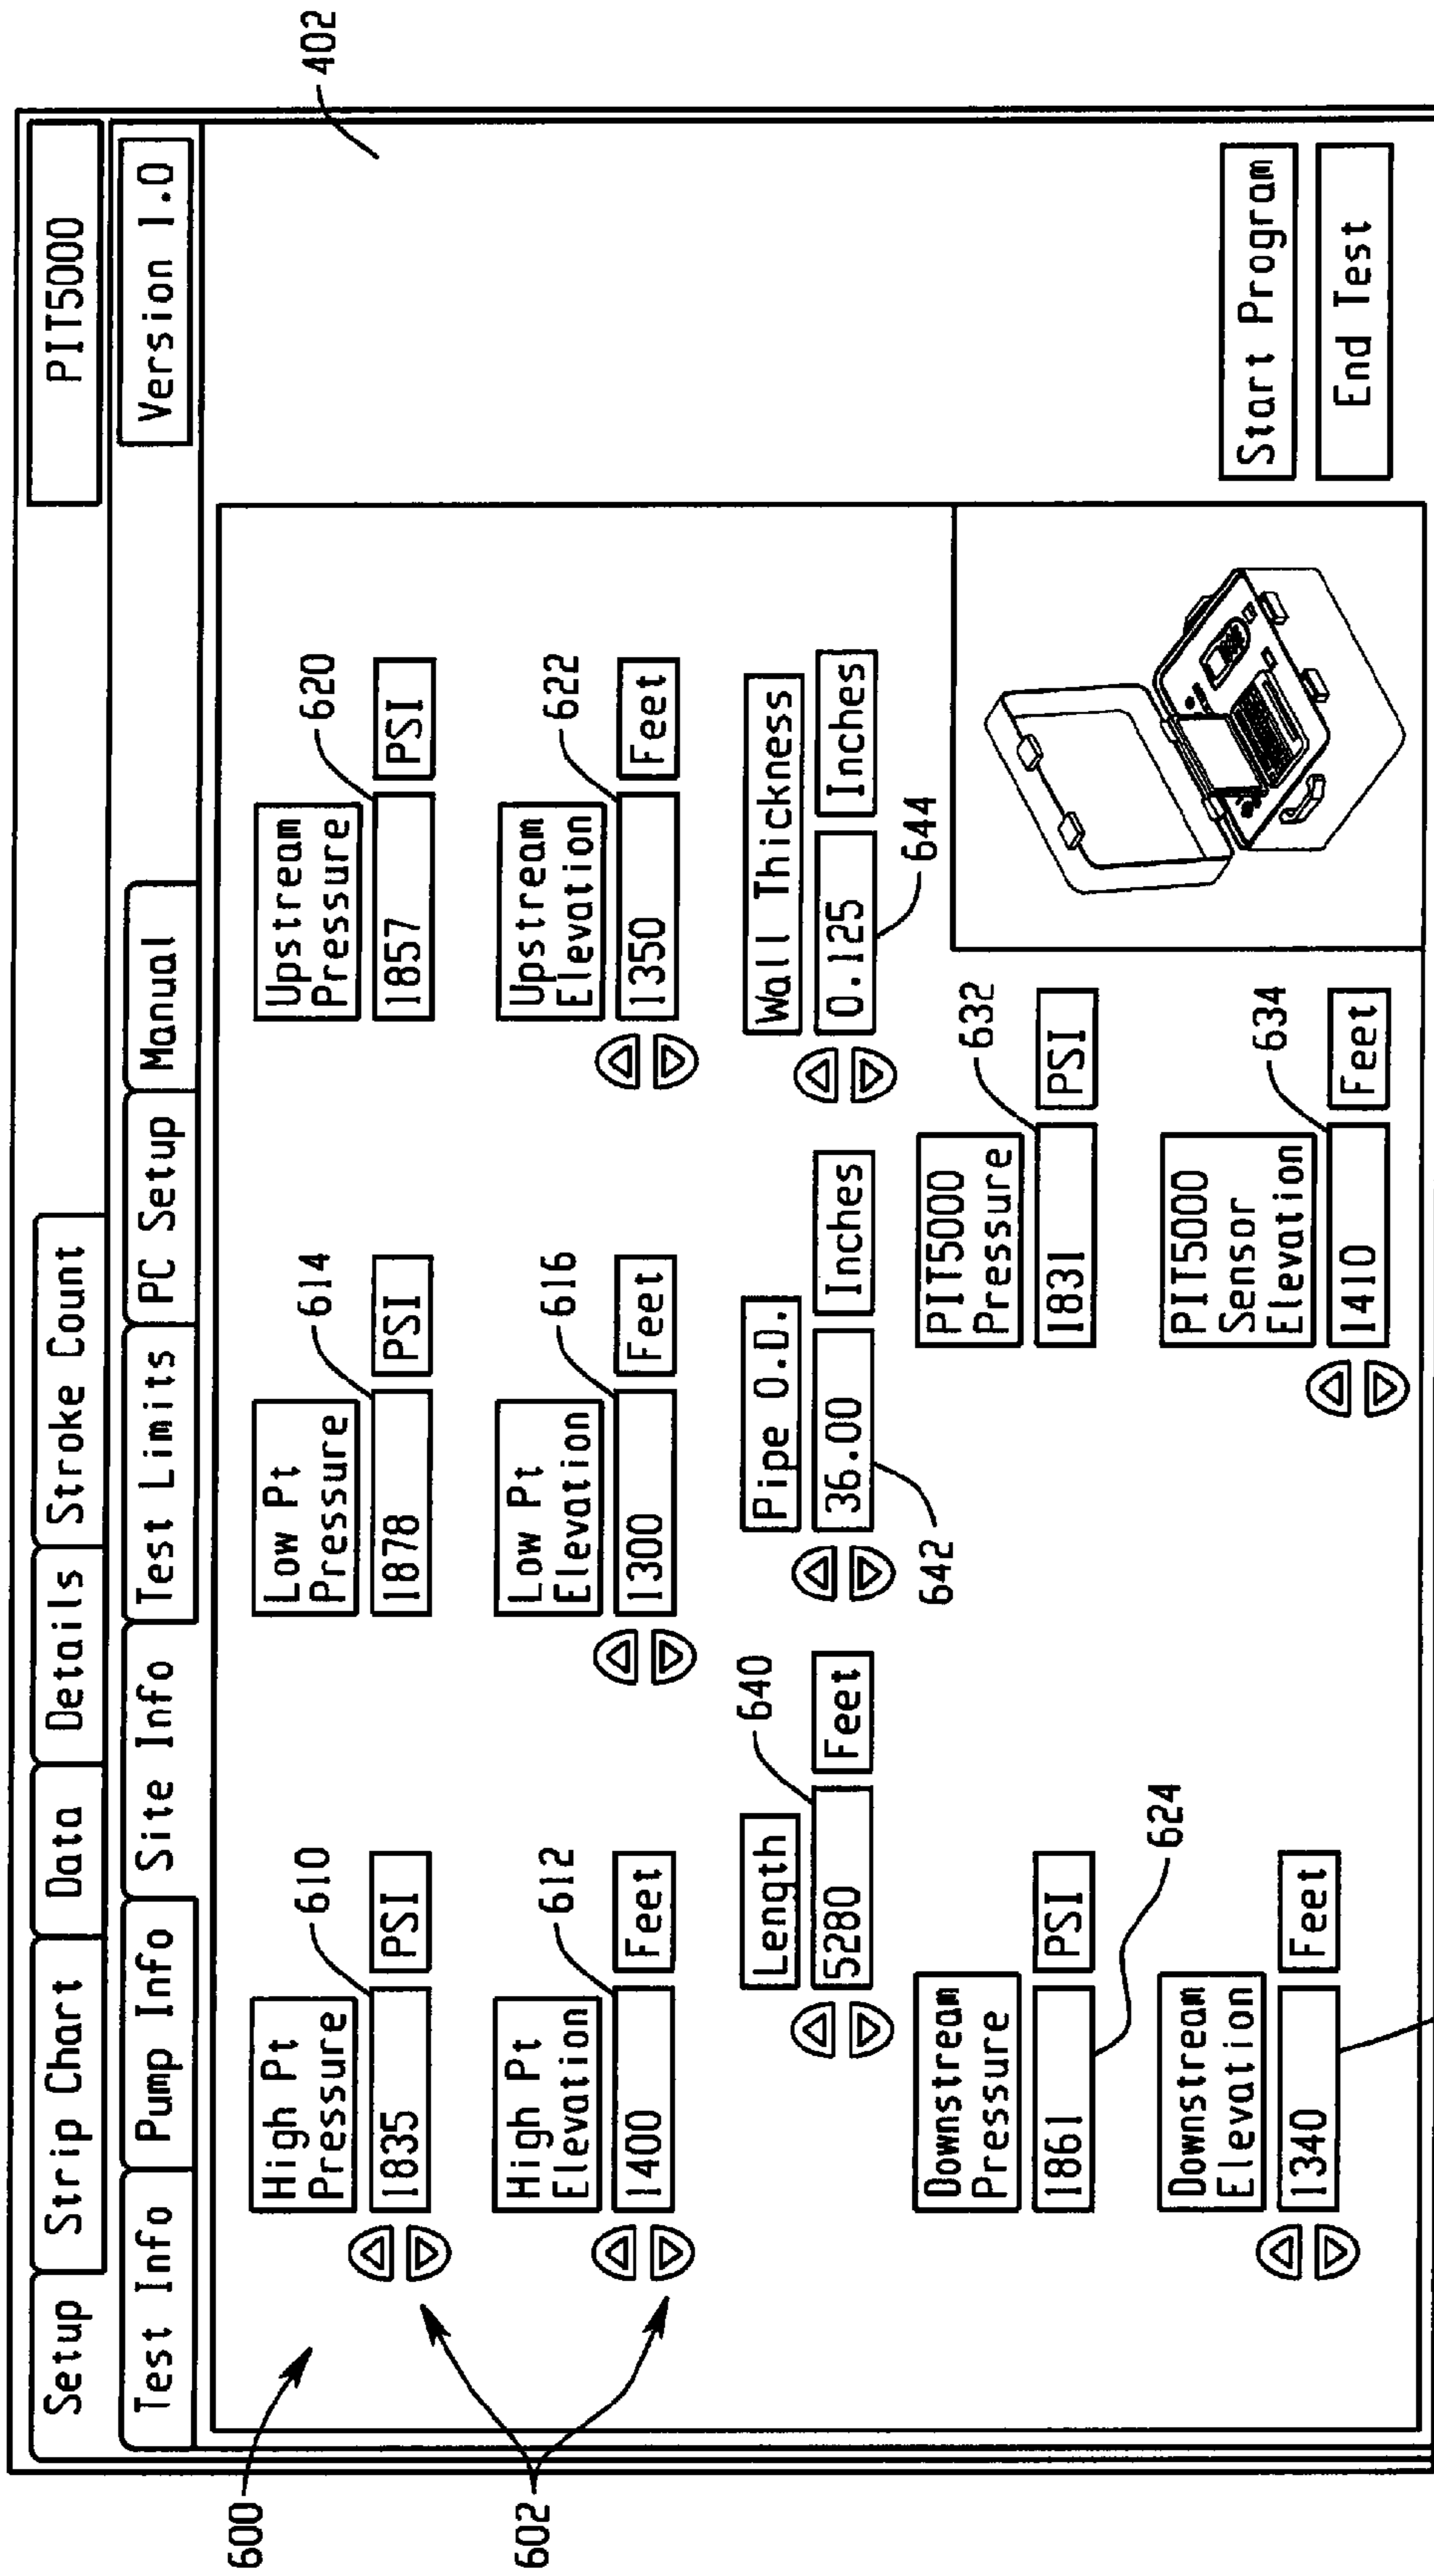 Setup Strip Chart Data Details Stroke Count PIT5000
Test Info Pump Info Site Info Test Limits PC Setup Manual Version 1.0
402
600
602
High Pt
Pressure
610
1835 PSI
Low Pt
Pressure
614
1878 PSI
Upstream
Pressure
620
1857 PSI
High Pt
Elevation
612
1400 Feet
Low Pt
Elevation
616
1300 Feet
Upstream
Elevation
622
1350 Feet
Length
640
5280 Feet
Pipe O.D.
36.00 Inches
642
Wall Thickness
0.125 Inches
644
Downstream
Pressure
1861 PSI
624
PIT5000
Pressure
632
1831 PSI
Downstream
Elevation
1340 Feet
PIT5000
Sensor
Elevation
634
1410 Feet
Start Program
End Test